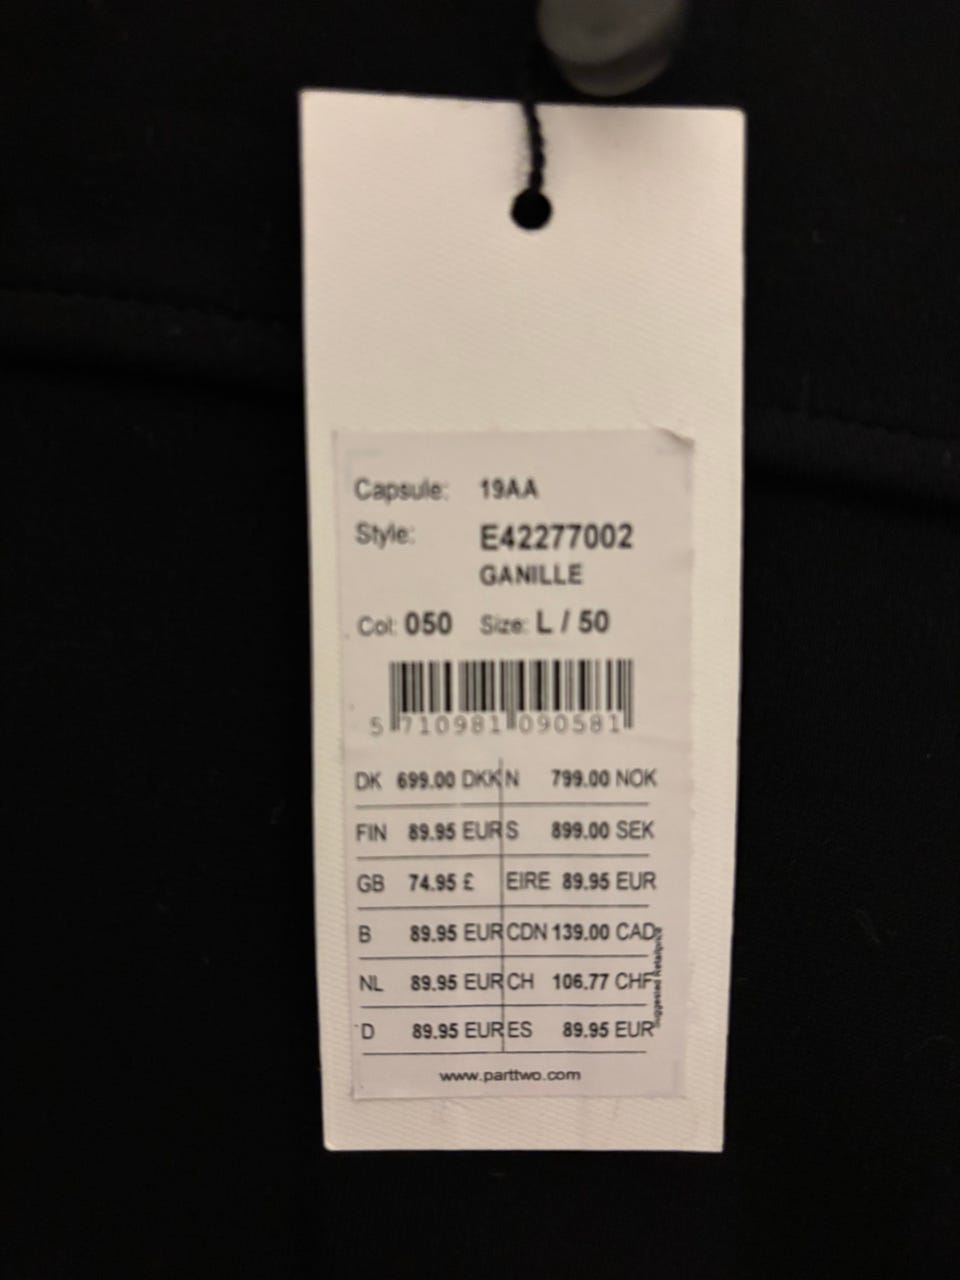 Capsule: 19AA
Style: E42277002
GANILLE
Col: 050 Size: L / 50
5 710981 090581
DK 699.00 DKK N 799.00 NOK
FIN 89.95 EUR S 899.00 SEK
GB 74.95 £ EIRE 89.95 EUR
B 89.95 EUR CDN 139.00 CAD
NL 89.95 EUR CH 106.77 CHF
D 89.95 EUR ES 89.95 EUR
Suggested Retailprice
www.parttwo.com